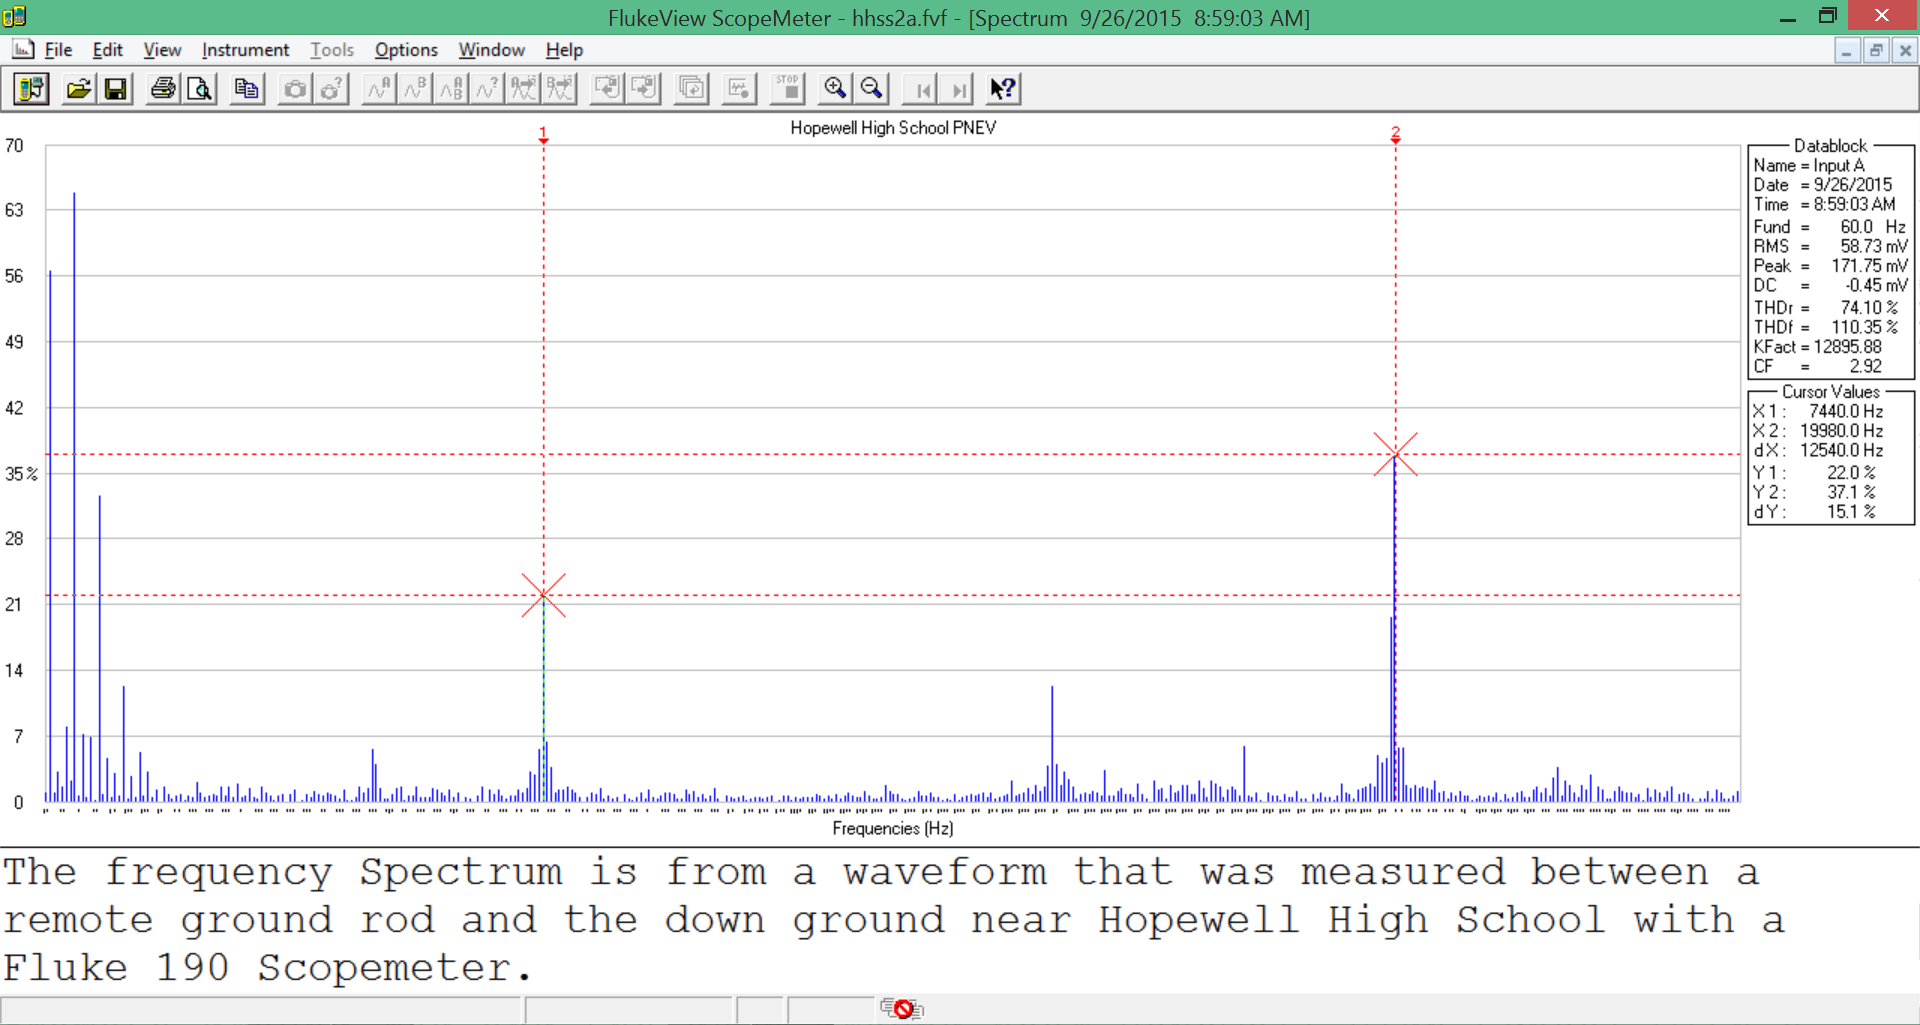 FlukeView ScopeMeter - hhss2a.fvf - [Spectrum 9/26/2015 8:59:03 AM]
File Edit View Instrument Tools Options Window Help
STOP
Hopewell High School PNEV
1
2
70
63
56
49
42
35%
28
21
14
7
0
Frequencies (Hz)
Datablock
Name = Input A
Date = 9/26/2015
Time = 8:59:03 AM
Fund = 60.0 Hz
RMS = 58.73 mV
Peak = 171.75 mV
DC = -0.45 mV
THDr = 74.10 %
THDf = 110.35 %
KFact = 12895.88
CF = 2.92
Cursor Values
X1: 7440.0 Hz
X2: 19980.0 Hz
dX: 12540.0 Hz
Y1: 22.0 %
Y2: 37.1 %
dY: 15.1 %
The frequency Spectrum is from a waveform that was measured between a
remote ground rod and the down ground near Hopewell High School with a
Fluke 190 Scopemeter.